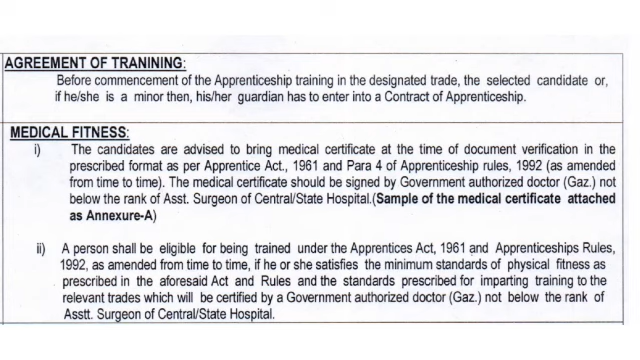 AGREEMENT OF TRANINING:
Before commencement of the Apprenticeship training in the designated trade, the selected candidate or,
if he/she is a minor then, his/her guardian has to enter into a Contract of Apprenticeship.
MEDICAL FITNESS:
i) The candidates are advised to bring medical certificate at the time of document verification in the
prescribed format as per Apprentice Act., 1961 and Para 4 of Apprenticeship rules, 1992 (as amended
from time to time). The medical certificate should be signed by Government authorized doctor (Gaz.) not
below the rank of Asst. Surgeon of Central/State Hospital.(Sample of the medical certificate attached
as Annexure-A)
ii) A person shall be eligible for being trained under the Apprentices Act, 1961 and Apprenticeships Rules,
1992, as amended from time to time, if he or she satisfies the minimum standards of physical fitness as
prescribed in the aforesaid Act and Rules and the standards prescribed for imparting training to the
relevant trades which will be certified by a Government authorized doctor (Gaz.) not below the rank of
Asstt. Surgeon of Central/State Hospital.